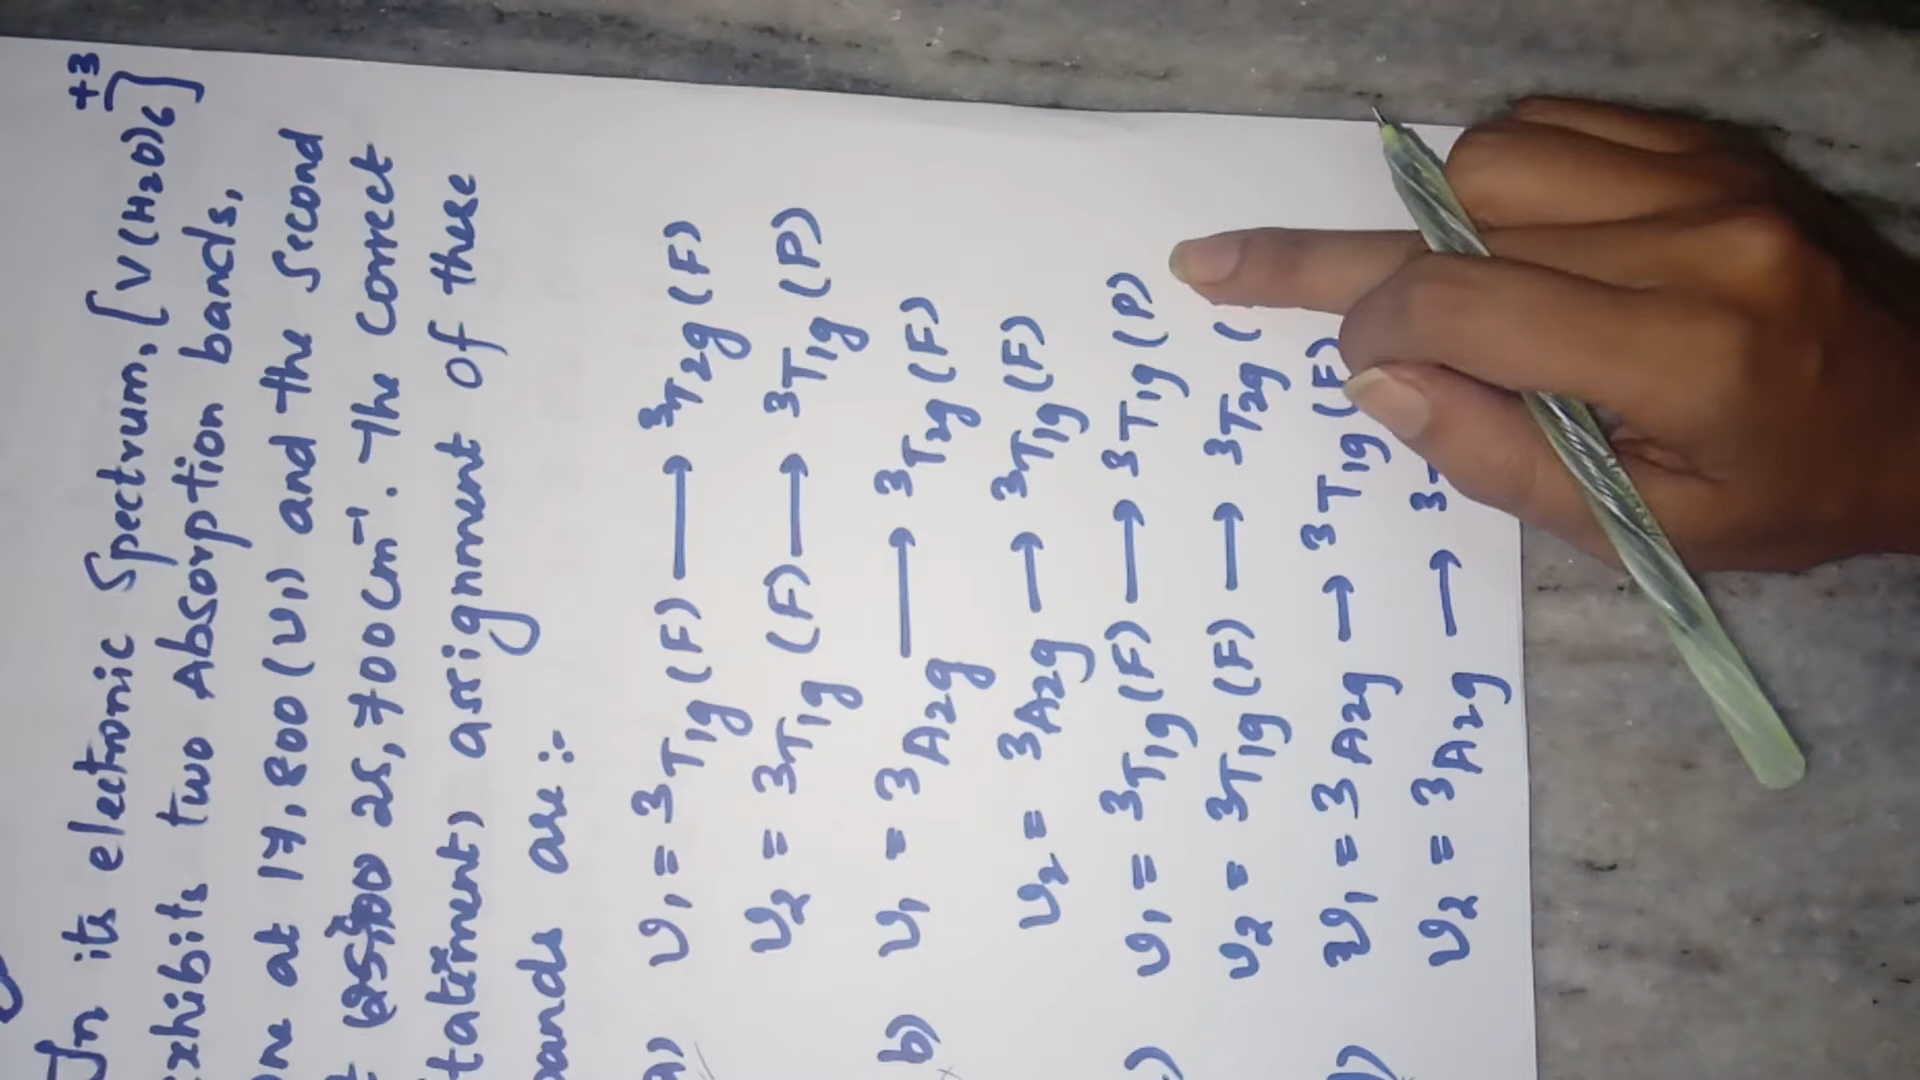 In its electronic Spectrum, [V(H₂O)₆]⁺³
exhibits two Absorption bands,
One at 17,800 (υ₁) and the second
25,700 cm⁻¹. The correct
(statement) assignment of these
bands are:-
a) υ₁ = ³T₁g(F) → ³T₂g(F)
υ₂ = ³T₁g(F) → ³T₁g(P)
b) υ₁ = ³A₂g → ³T₂g(F)
υ₂ = ³A₂g → ³T₁g(F)
υ₁ = ³T₁g(F) → ³T₁g(P)
υ₂ = ³T₁g(F) → ³T₂g(
υ₁ = ³A₂g → ³T₁g(F)
υ₂ = ³A₂g → ³T